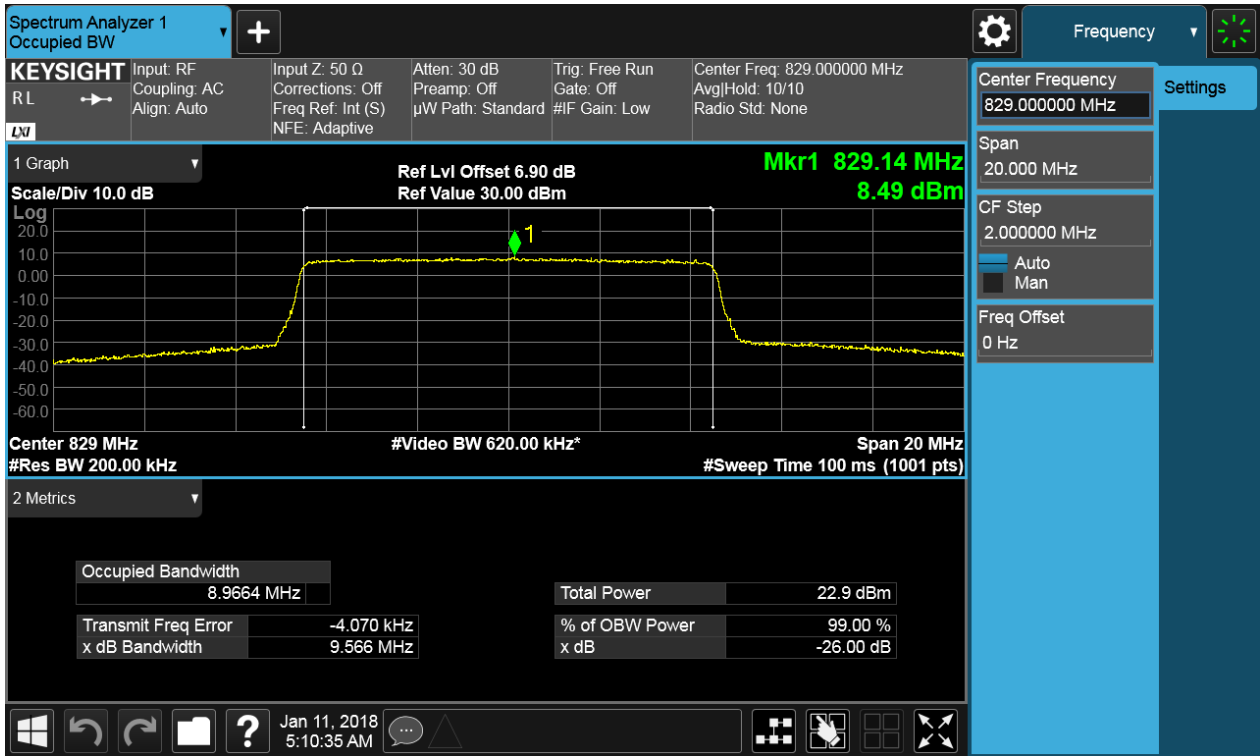 Spectrum Analyzer 1
Occupied BW
Frequency
KEYSIGHT
R L
LXI
Input: RF
Coupling: AC
Align: Auto
Input Z: 50 Ω
Corrections: Off
Freq Ref: Int (S)
NFE: Adaptive
Atten: 30 dB
Preamp: Off
µW Path: Standard
Trig: Free Run
Gate: Off
#IF Gain: Low
Center Freq: 829.000000 MHz
Avg|Hold: 10/10
Radio Std: None
Center Frequency
829.000000 MHz
Settings
Span
20.000 MHz
CF Step
2.000000 MHz
Auto
Man
Freq Offset
0 Hz
1 Graph
Scale/Div 10.0 dB
Ref Lvl Offset 6.90 dB
Ref Value 30.00 dBm
Mkr1 829.14 MHz
8.49 dBm
Log
20.0
10.0
0.00
-10.0
-20.0
-30.0
-40.0
-50.0
-60.0
1
Center 829 MHz
#Video BW 620.00 kHz*
Span 20 MHz
#Res BW 200.00 kHz
#Sweep Time 100 ms (1001 pts)
2 Metrics
Occupied Bandwidth
8.9664 MHz
Total Power 22.9 dBm
Transmit Freq Error -4.070 kHz
% of OBW Power 99.00 %
x dB Bandwidth 9.566 MHz
x dB -26.00 dB
Jan 11, 2018
5:10:35 AM